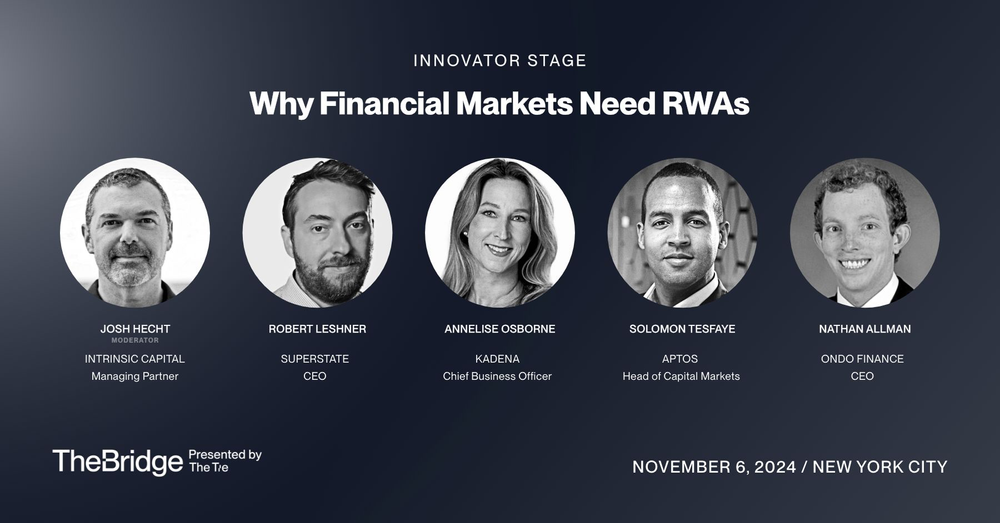 INNOVATOR STAGE
Why Financial Markets Need RWAs
JOSH HECHT
MODERATOR
INTRINSIC CAPITAL
Managing Partner
ROBERT LESHNER
SUPERSTATE
CEO
ANNELISE OSBORNE
KADENA
Chief Business Officer
SOLOMON TESFAYE
APTOS
Head of Capital Markets
NATHAN ALLMAN
ONDO FINANCE
CEO
TheBridge
Presented by
The Tie
NOVEMBER 6, 2024 / NEW YORK CITY